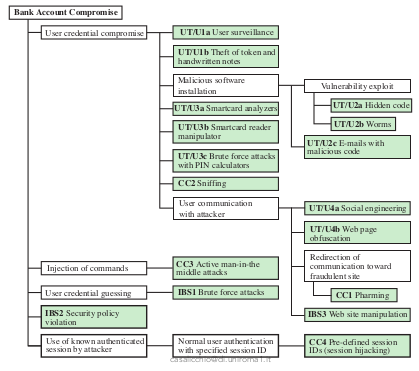 Bank Account Compromise
User credential compromise
UT/U1a User surveillance
UT/U1b Theft of token and
handwritten notes
Malicious software
installation
Vulnerability exploit
UT/U2a Hidden code
UT/U2b Worms
UT/U2c E-mails with
malicious code
UT/U3a Smartcard analyzers
UT/U3b Smartcard reader
manipulator
UT/U3c Brute force attacks
with PIN calculators
CC2 Sniffing
User communication
with attacker
UT/U4a Social engineering
UT/U4b Web page
obfuscation
Redirection of
communication toward
fraudulent site
CC1 Pharming
IBS3 Web site manipulation
Injection of commands
CC3 Active man-in-the
middle attacks
User credential guessing
IBS1 Brute force attacks
IBS2 Security policy
violation
Use of known authenticated
session by attacker
Normal user authentication
with specified session ID
CC4 Pre-defined session
IDs (session hijacking)